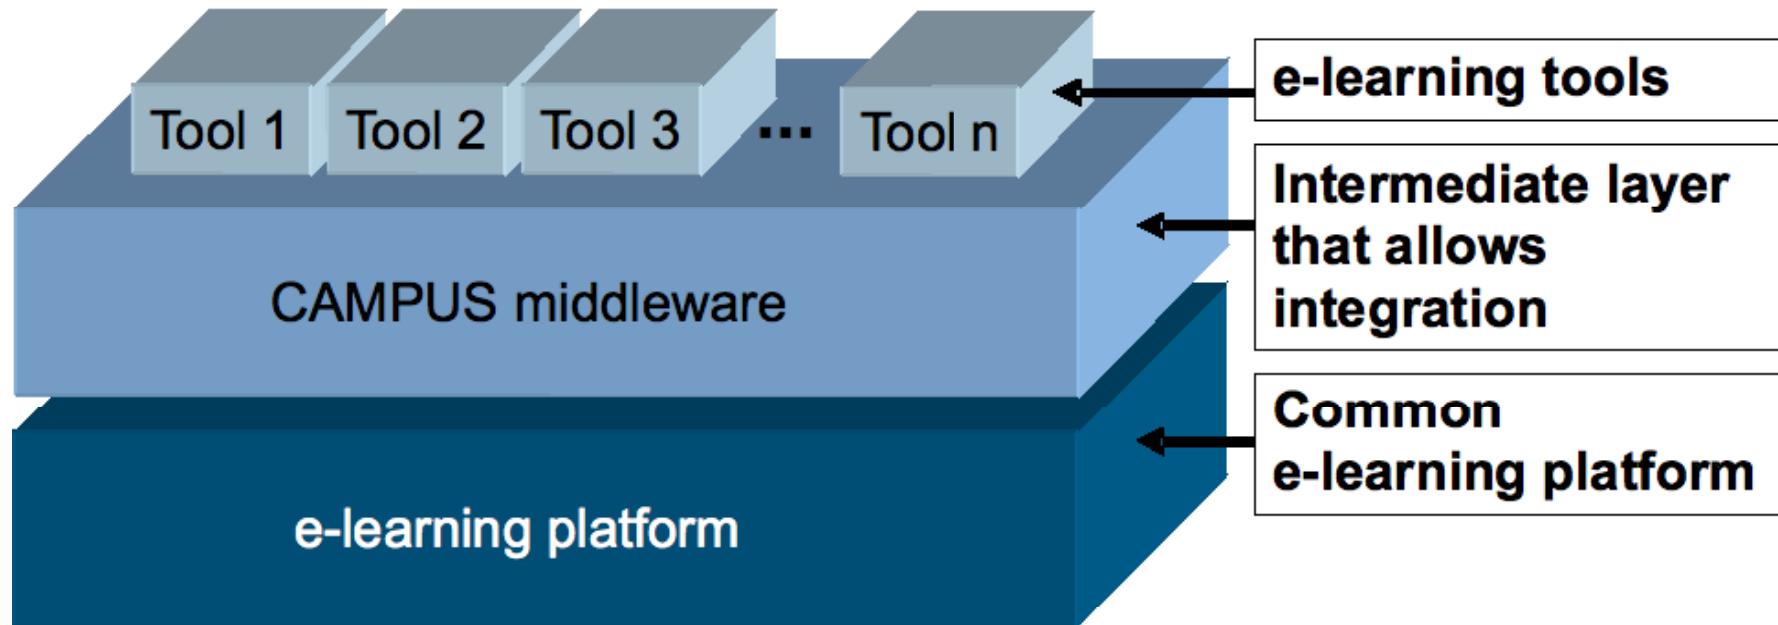 Tool 1
Tool 2
Tool 3
...
Tool n
e-learning tools
CAMPUS middleware
Intermediate layer
that allows
integration
e-learning platform
Common
e-learning platform